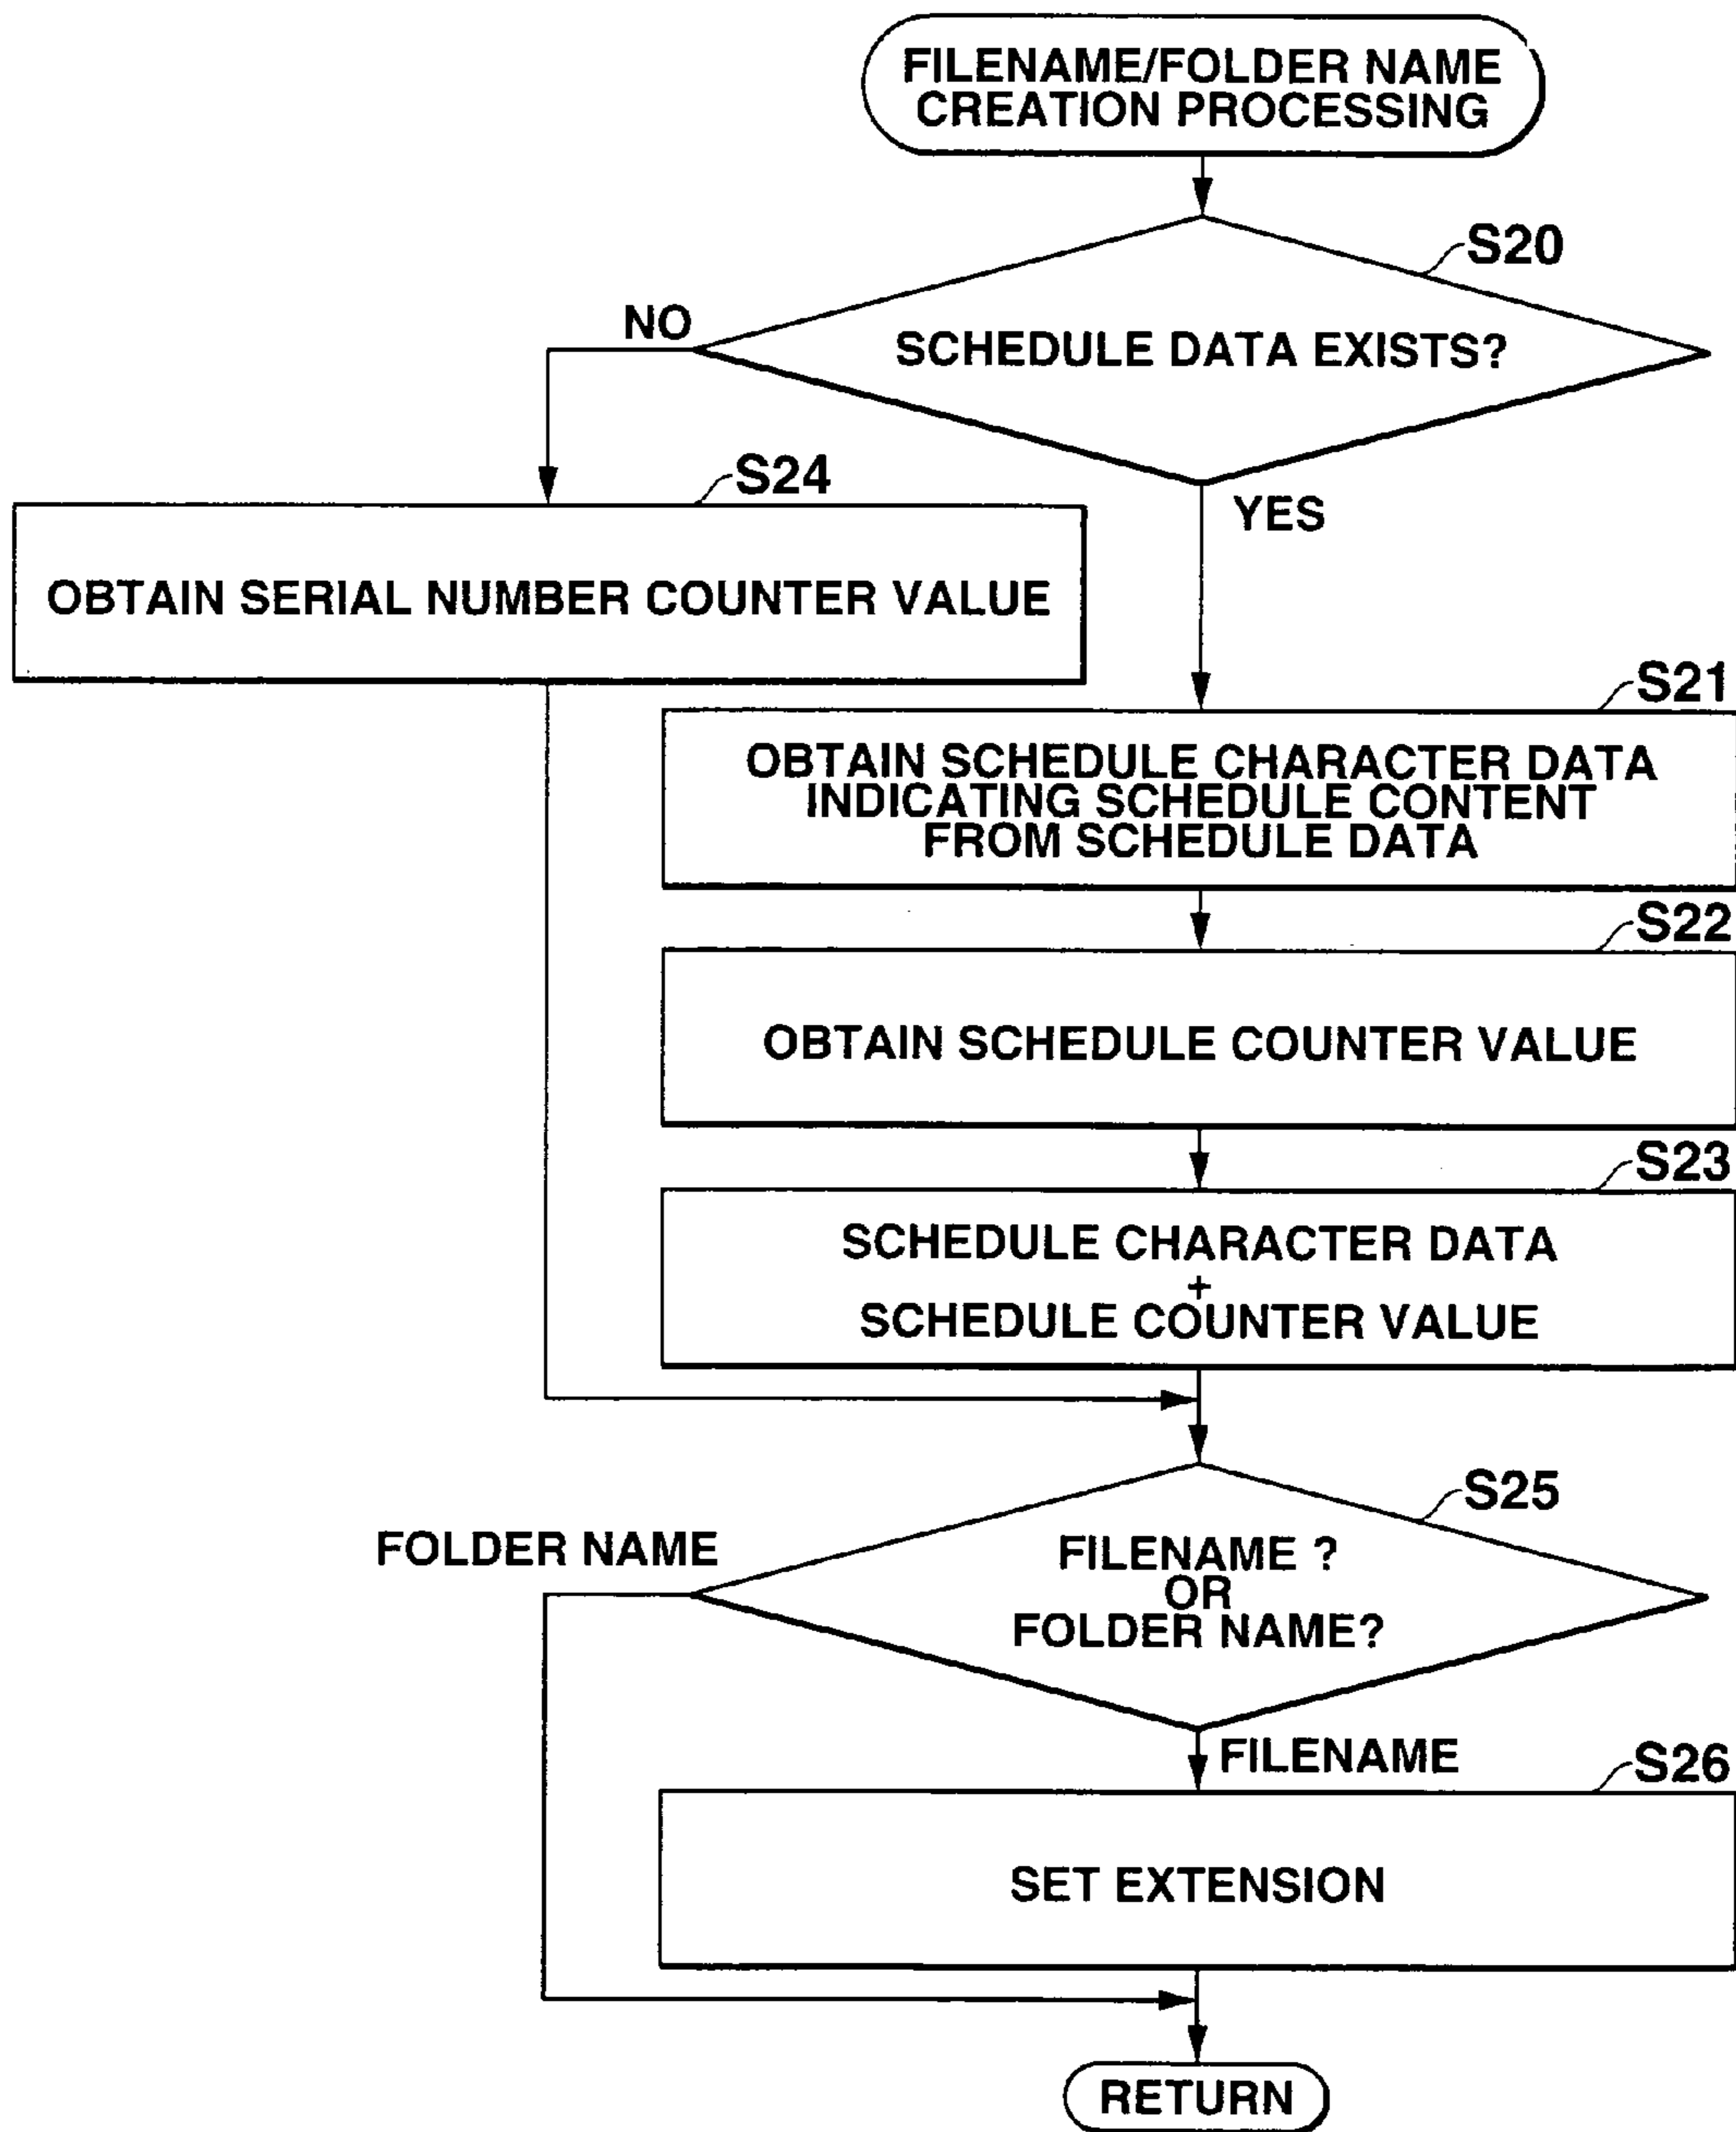 FILENAME/FOLDER NAME
CREATION PROCESSING
S20
NO
SCHEDULE DATA EXISTS?
S24
YES
OBTAIN SERIAL NUMBER COUNTER VALUE
S21
OBTAIN SCHEDULE CHARACTER DATA
INDICATING SCHEDULE CONTENT
FROM SCHEDULE DATA
S22
OBTAIN SCHEDULE COUNTER VALUE
S23
SCHEDULE CHARACTER DATA
+
SCHEDULE COUNTER VALUE
S25
FOLDER NAME
FILENAME ?
OR
FOLDER NAME?
FILENAME
S26
SET EXTENSION
RETURN